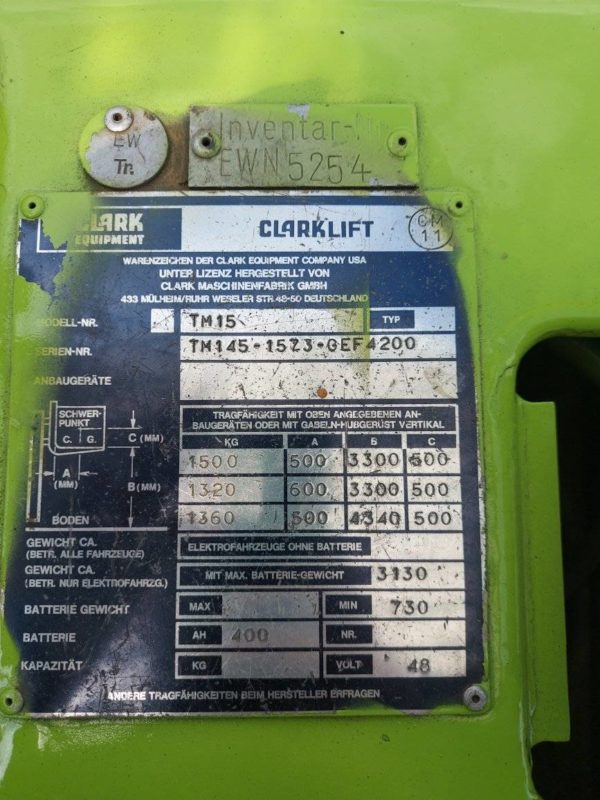 EW
Tr.
Inventar-Nr
EWN 5254
CLARK
EQUIPMENT
CLARKLIFT
CM
11
WARENZEICKEN DER CLARK EQUIPMENT COMPANY USA
UNTER LIZENZ HERGESTELLT VON
CLARK MASCHINENFABRIK GMBH
433 MÜLHEIM/RUHR WESELER STR. 48-50 DEUTSCHLAND
MODELL-NR. TM15 TYP
SERIEN-NR. TM145-1573-GEF4200
ANBAUGERÄTE
TRAGFÄHIGKEIT MIT OBEN ANGEGEBENEN AN-
BAUGERÄTEN ODER MIT GABELN-HUBGERÜST VERTIKAL
SCHWER-
PUNKT
C. G.
C (MM)
A
(MM)
B (MM)
BODEN
KG A B C
1500 500 3300 500
1320 600 3300 500
1360 500 4340 500
GEWICHT CA.
(BETR. ALLE FAHRZEUGE) ELEKTROFAHRZEUGE OHNE BATTERIE
GEWICHT CA.
(BETR. NUR ELEKTROFAHRZG.) MIT MAX. BATTERIE-GEWICHT 3130
BATTERIE GEWICHT MAX MIN 730
BATTERIE AH 400 NR.
KAPAZITÄT KG VOLT 48
ANDERE TRAGFÄHIGKEITEN BEIM HERSTELLER ERFRAGEN